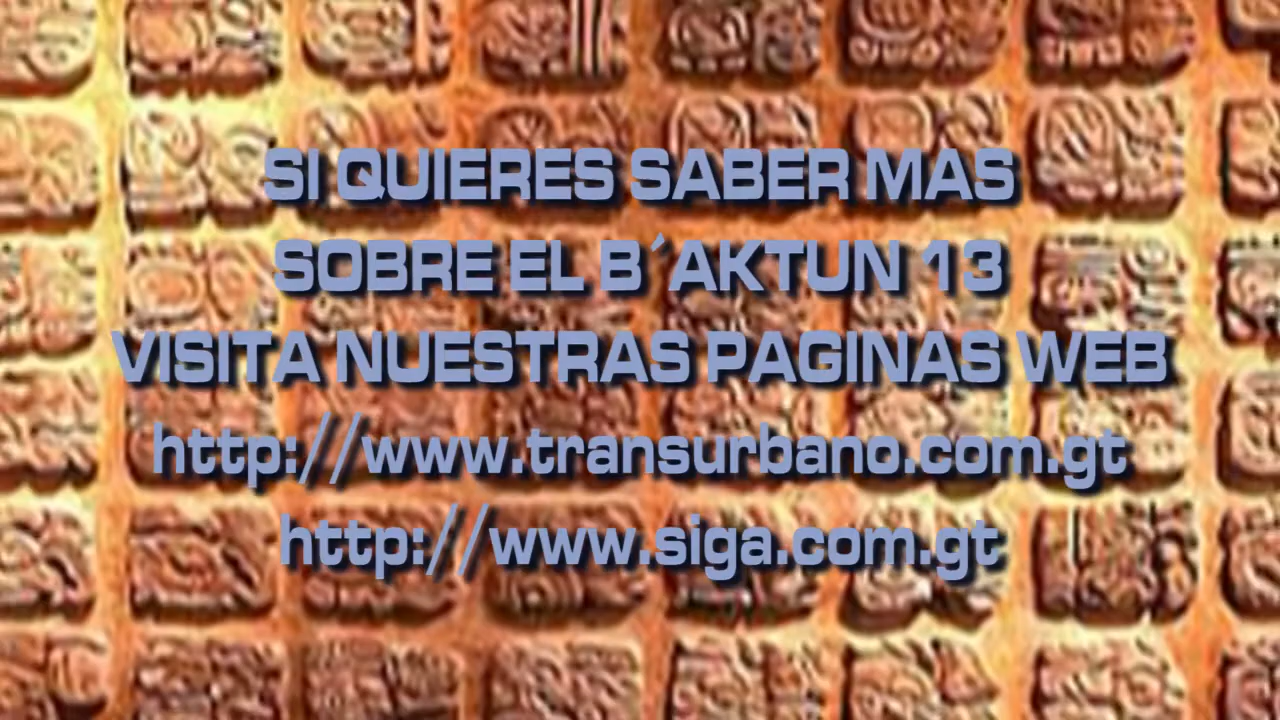 SI QUIERES SABER MAS
SOBRE EL B´AKTUN 13
VISITA NUESTRAS PAGINAS WEB
http://www.transurbano.com.gt
http://www.siga.com.gt